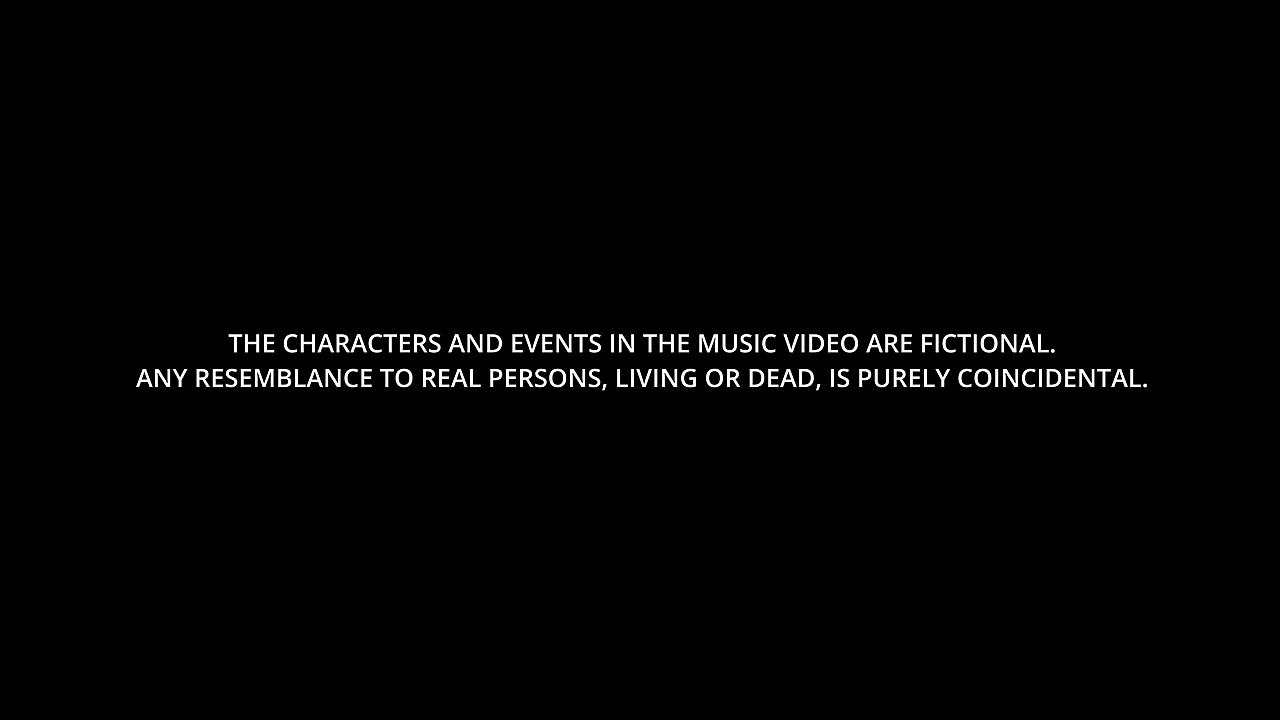 THE CHARACTERS AND EVENTS IN THE MUSIC VIDEO ARE FICTIONAL.
ANY RESEMBLANCE TO REAL PERSONS, LIVING OR DEAD, IS PURELY COINCIDENTAL.